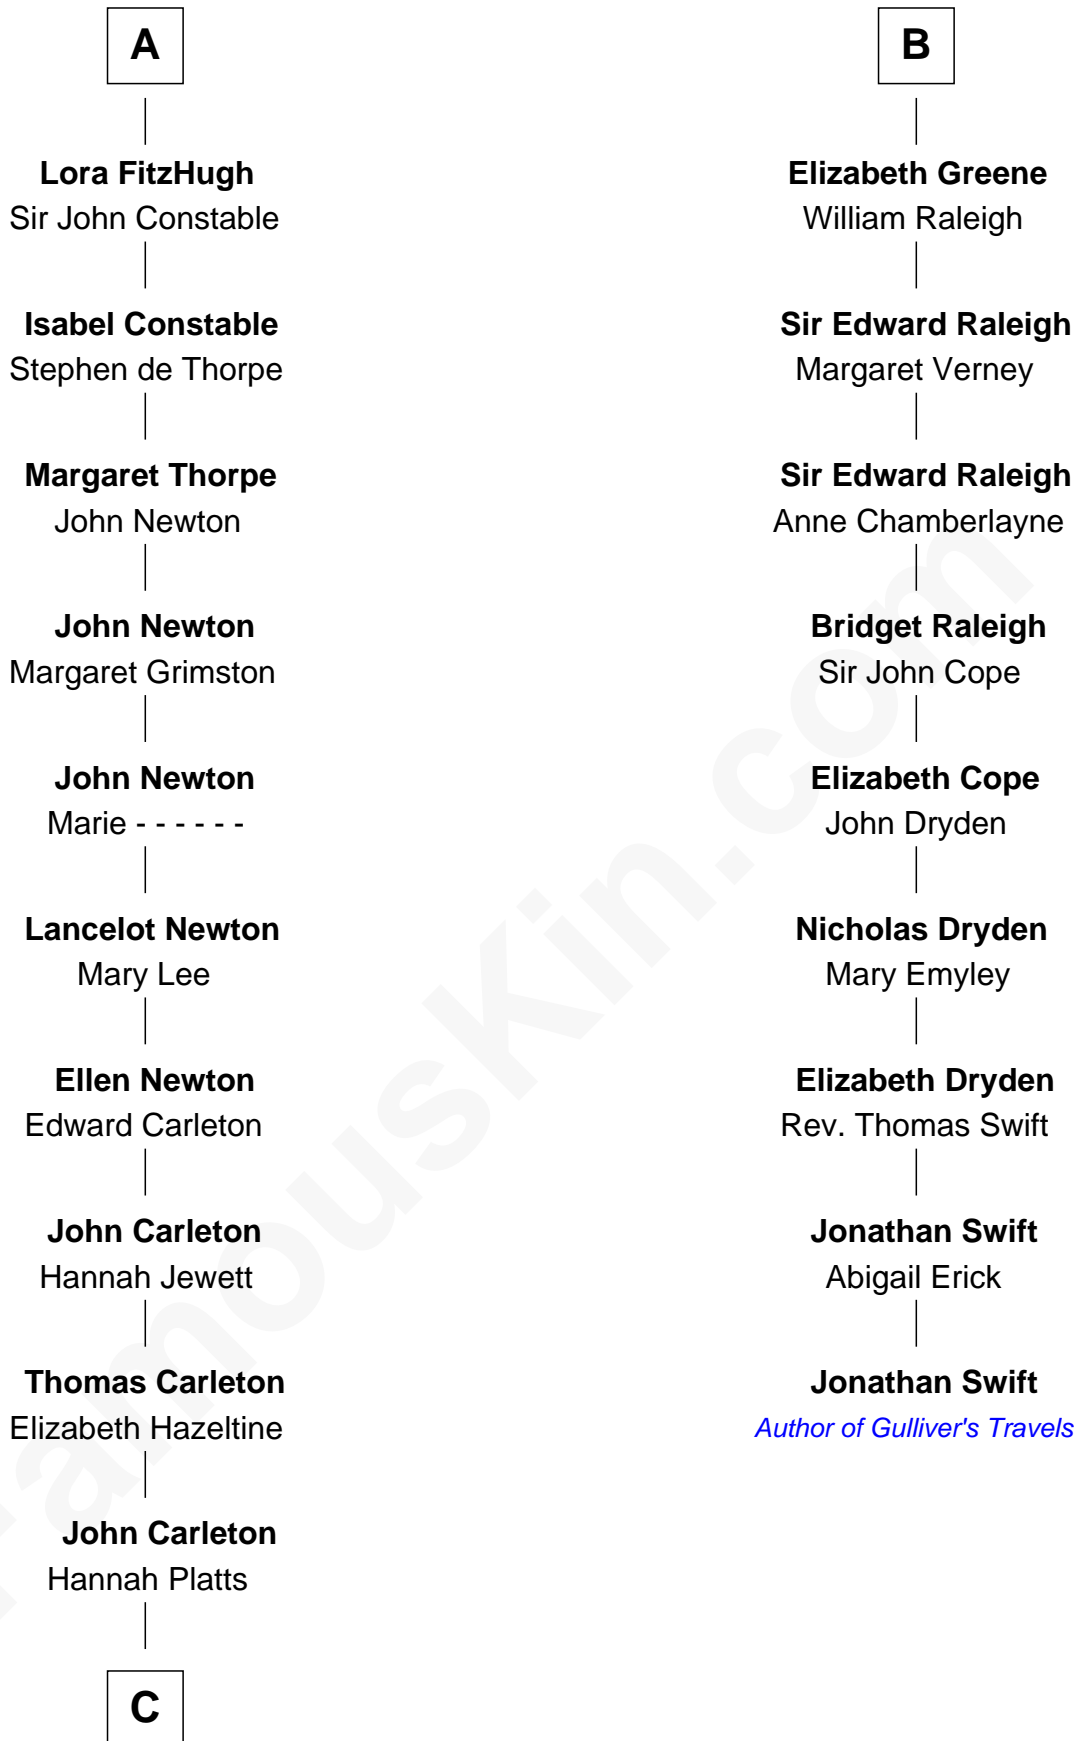 A
Lora FitzHugh
Sir John Constable
Isabel Constable
Stephen de Thorpe
Margaret Thorpe
John Newton
John Newton
Margaret Grimston
John Newton
Marie - - - - - -
Lancelot Newton
Mary Lee
Ellen Newton
Edward Carleton
John Carleton
Hannah Jewett
Thomas Carleton
Elizabeth Hazeltine
John Carleton
Hannah Platts
C
B
Elizabeth Greene
William Raleigh
Sir Edward Raleigh
Margaret Verney
Sir Edward Raleigh
Anne Chamberlayne
Bridget Raleigh
Sir John Cope
Elizabeth Cope
John Dryden
Nicholas Dryden
Mary Emyley
Elizabeth Dryden
Rev. Thomas Swift
Jonathan Swift
Abigail Erick
Jonathan Swift
Author of Gulliver's Travels
FamousKin.com